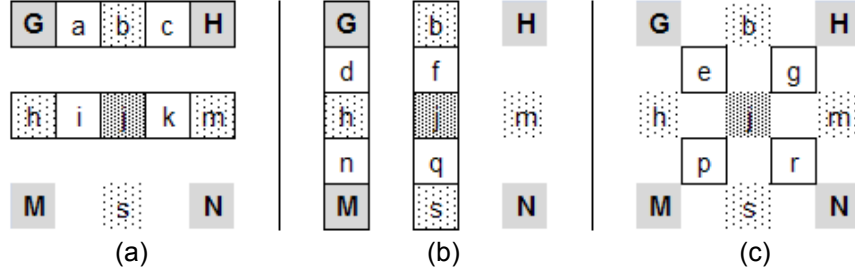 G a b c H
h i j k m
M s N
(a)
G b H
d f
h j m
n q
M s N
(b)
G b H
e g
h j m
p r
M s N
(c)